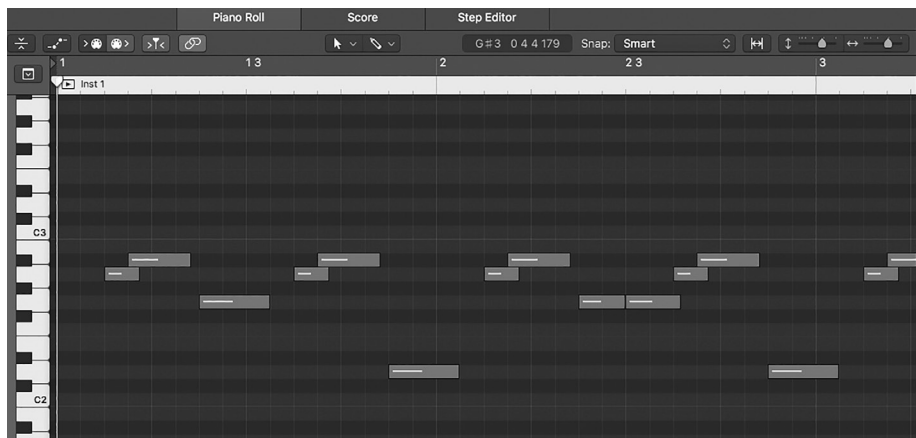 Piano Roll Score Step Editor
G#3 0 4 4 179 Snap: Smart
1 1 3 2 2 3 3
Inst 1
C3
C2